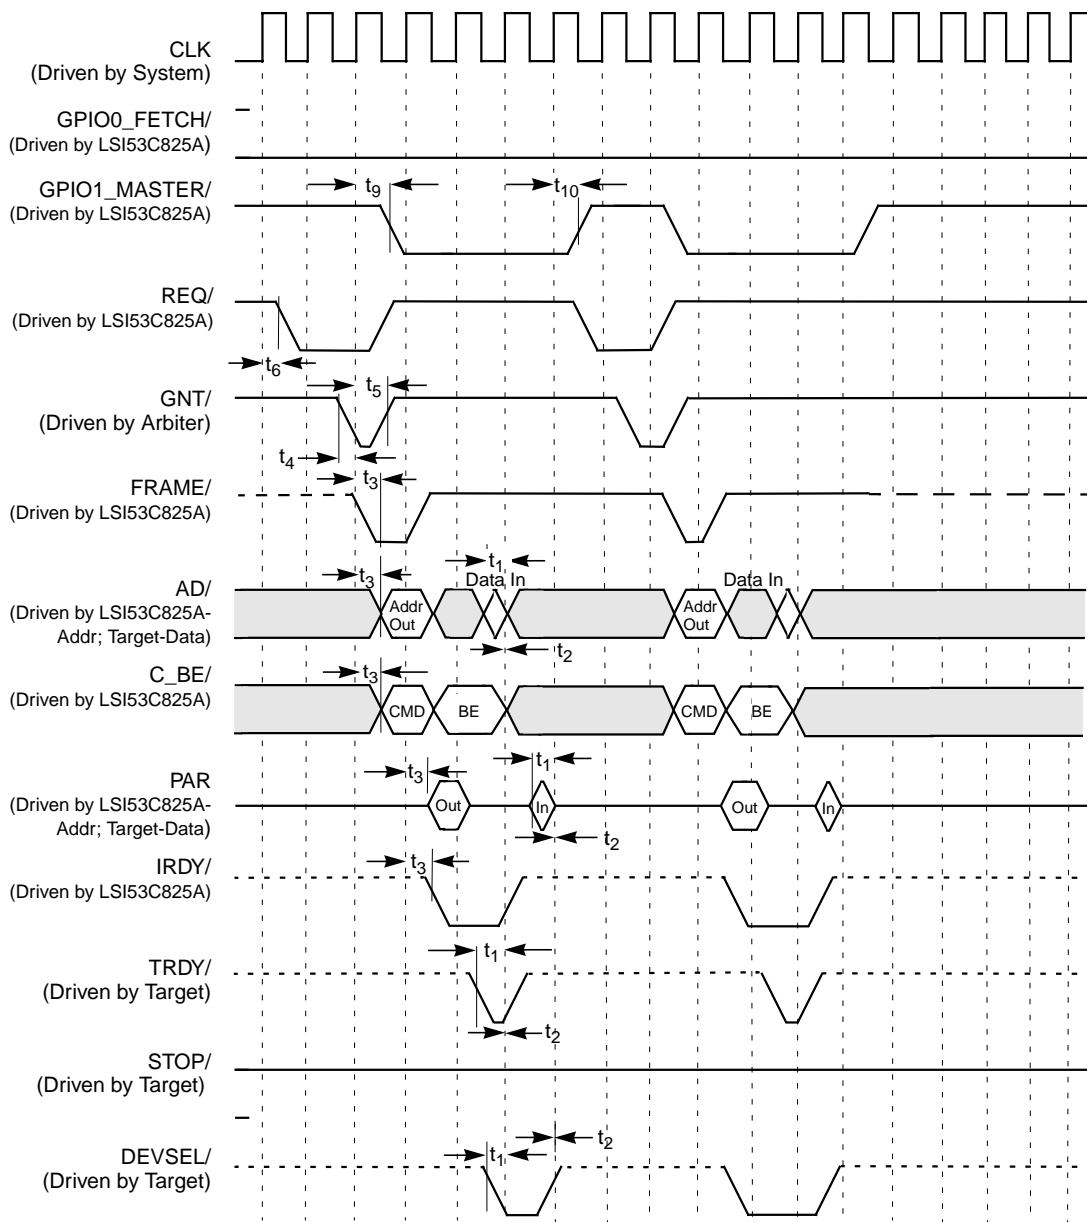 CLK
(Driven by System)
GPIO0_FETCH/
(Driven by LSI53C825A)
GPIO1_MASTER/
(Driven by LSI53C825A)
t9
t10
REQ/
(Driven by LSI53C825A)
t6
t5
GNT/
(Driven by Arbiter)
t4
t3
FRAME/
(Driven by LSI53C825A)
t1
t3
Data In
Data In
AD/
(Driven by LSI53C825A-
Addr; Target-Data)
Addr
Out
Addr
Out
t2
C_BE/
(Driven by LSI53C825A)
t3
CMD
BE
CMD
BE
t1
t3
PAR
(Driven by LSI53C825A-
Addr; Target-Data)
Out
In
Out
In
t2
IRDY/
(Driven by LSI53C825A)
t3
t1
TRDY/
(Driven by Target)
t2
STOP/
(Driven by Target)
t2
t1
DEVSEL/
(Driven by Target)